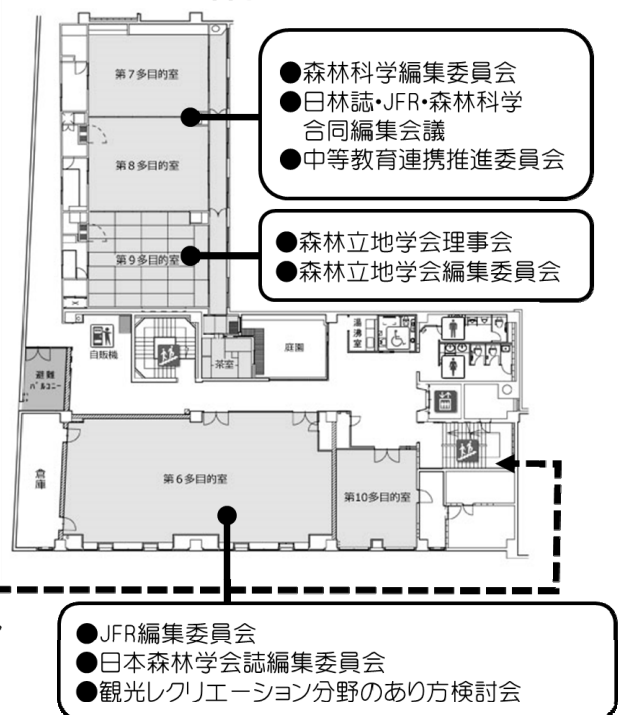 第7多目的室
●森林科学編集委員会
●日林誌・JFR・森林科学
合同編集会議
●中等教育連携推進委員会
第8多目的室
第9多目的室
●森林立地学会理事会
●森林立地学会編集委員会
自販機
茶室
庭園
湯沸室
避難
バルコニー
倉庫
第6多目的室
第10多目的室
●JFR編集委員会
●日本森林学会誌編集委員会
●観光レクリエーション分野のあり方検討会